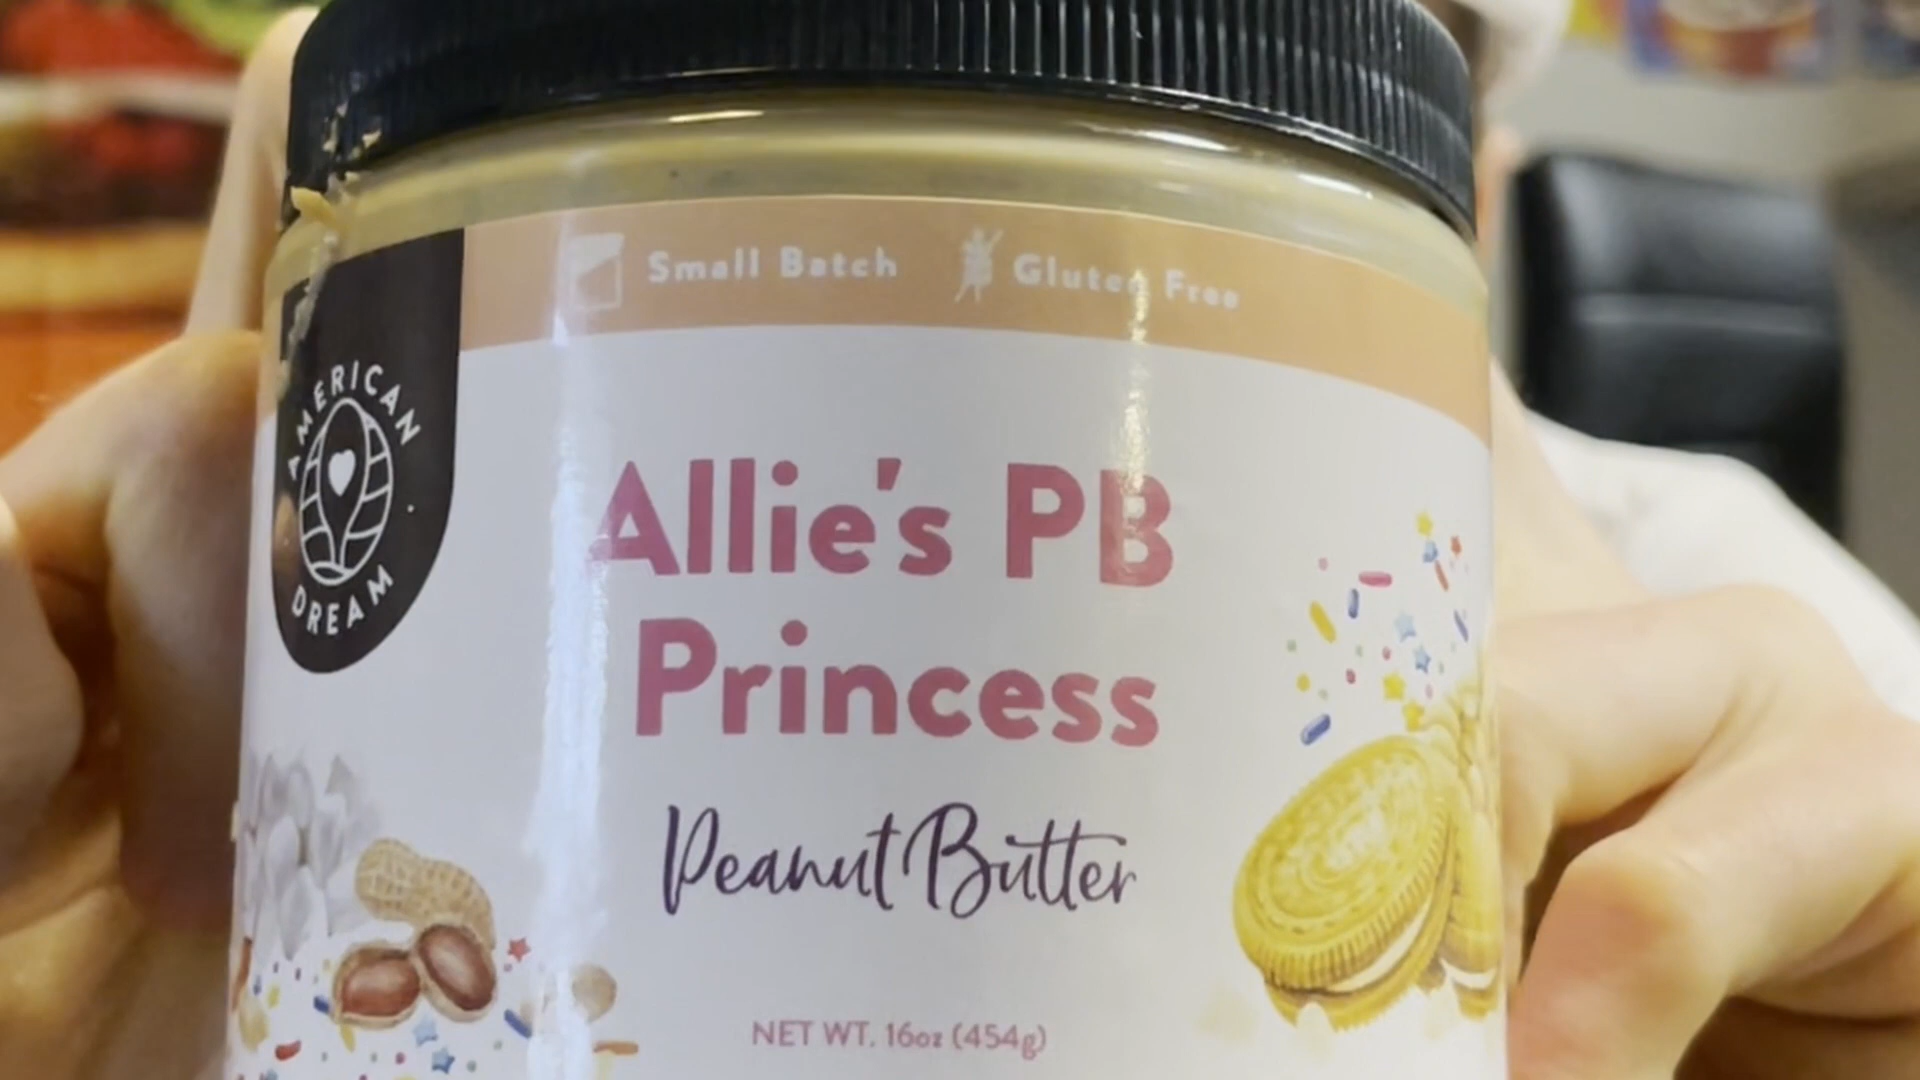 Small Batch Gluten Free
AMERICAN
DREAM
Allie's PB
Princess
Peanut Butter
NET WT. 16oz (454g)